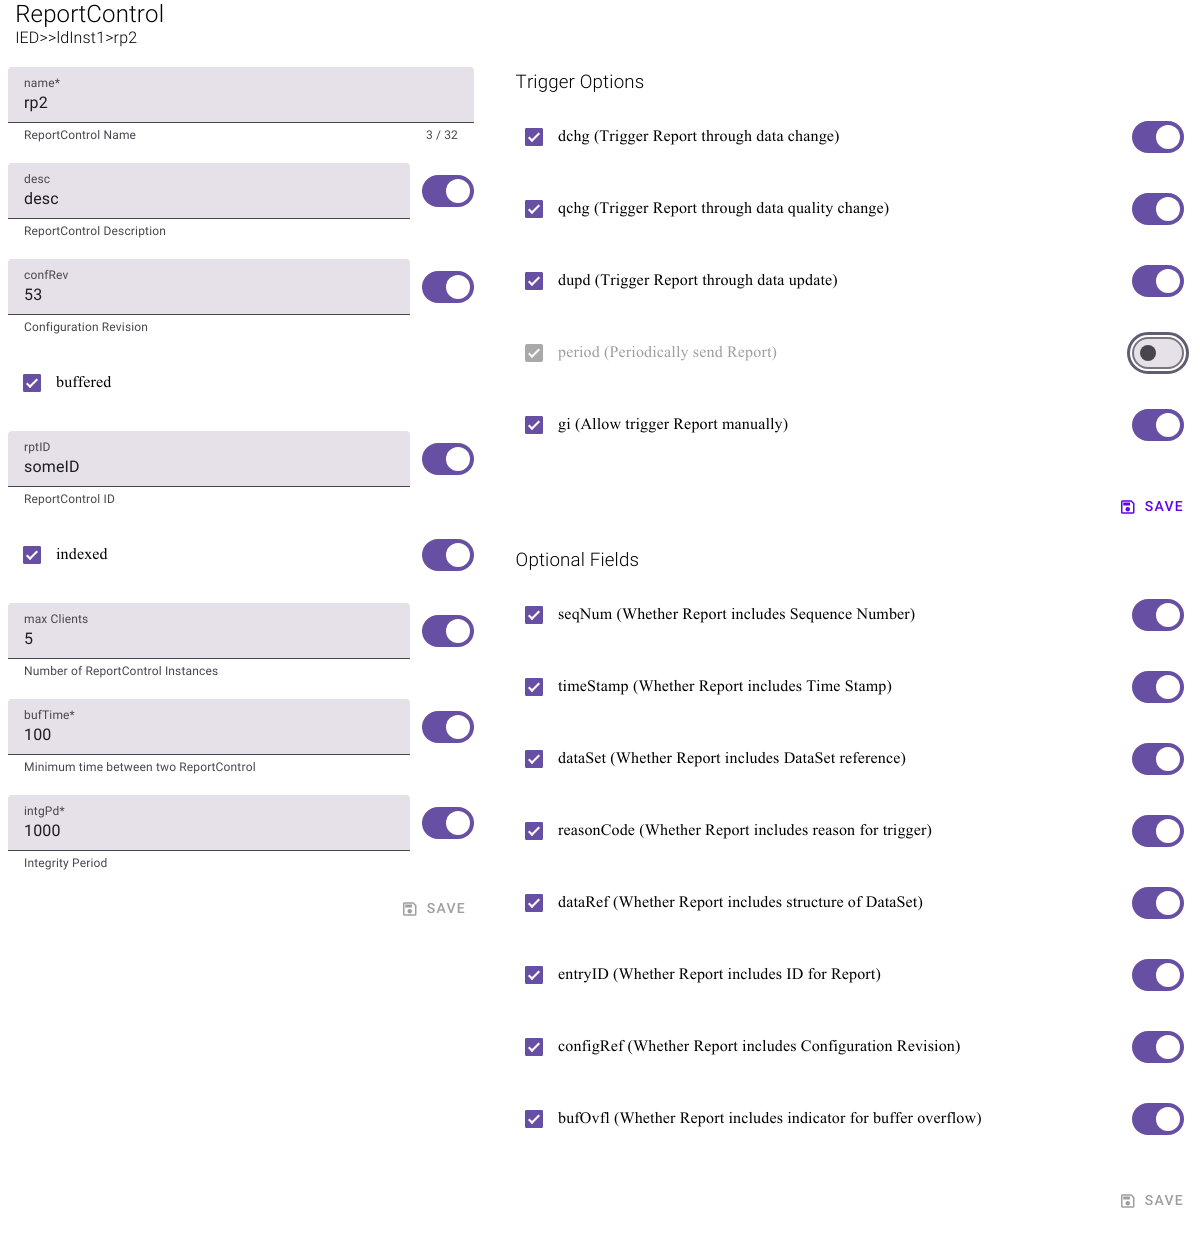 ReportControl
IED>>ldInst1>rp2
name*
rp2
ReportControl Name
3 / 32
desc
desc
ReportControl Description
confRev
53
Configuration Revision
buffered
rptID
someID
ReportControl ID
indexed
max Clients
5
Number of ReportControl Instances
bufTime*
100
Minimum time between two ReportControl
intgPd*
1000
Integrity Period
SAVE
Trigger Options
dchg (Trigger Report through data change)
qchg (Trigger Report through data quality change)
dupd (Trigger Report through data update)
period (Periodically send Report)
gi (Allow trigger Report manually)
SAVE
Optional Fields
seqNum (Whether Report includes Sequence Number)
timeStamp (Whether Report includes Time Stamp)
dataSet (Whether Report includes DataSet reference)
reasonCode (Whether Report includes reason for trigger)
dataRef (Whether Report includes structure of DataSet)
entryID (Whether Report includes ID for Report)
configRef (Whether Report includes Configuration Revision)
bufOvfl (Whether Report includes indicator for buffer overflow)
SAVE